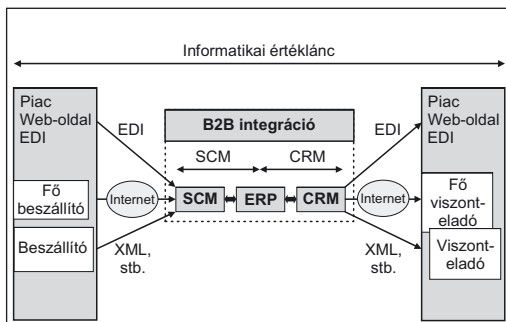 Informatikai értéklánc
Piac
Web-oldal
EDI
Fő
beszállító
Beszállító
EDI
Internet
XML,
stb.
B2B integráció
SCM
CRM
SCM
ERP
CRM
EDI
Internet
XML,
stb.
Piac
Web-oldal
EDI
Fő
viszont-
eladó
Viszont-
eladó